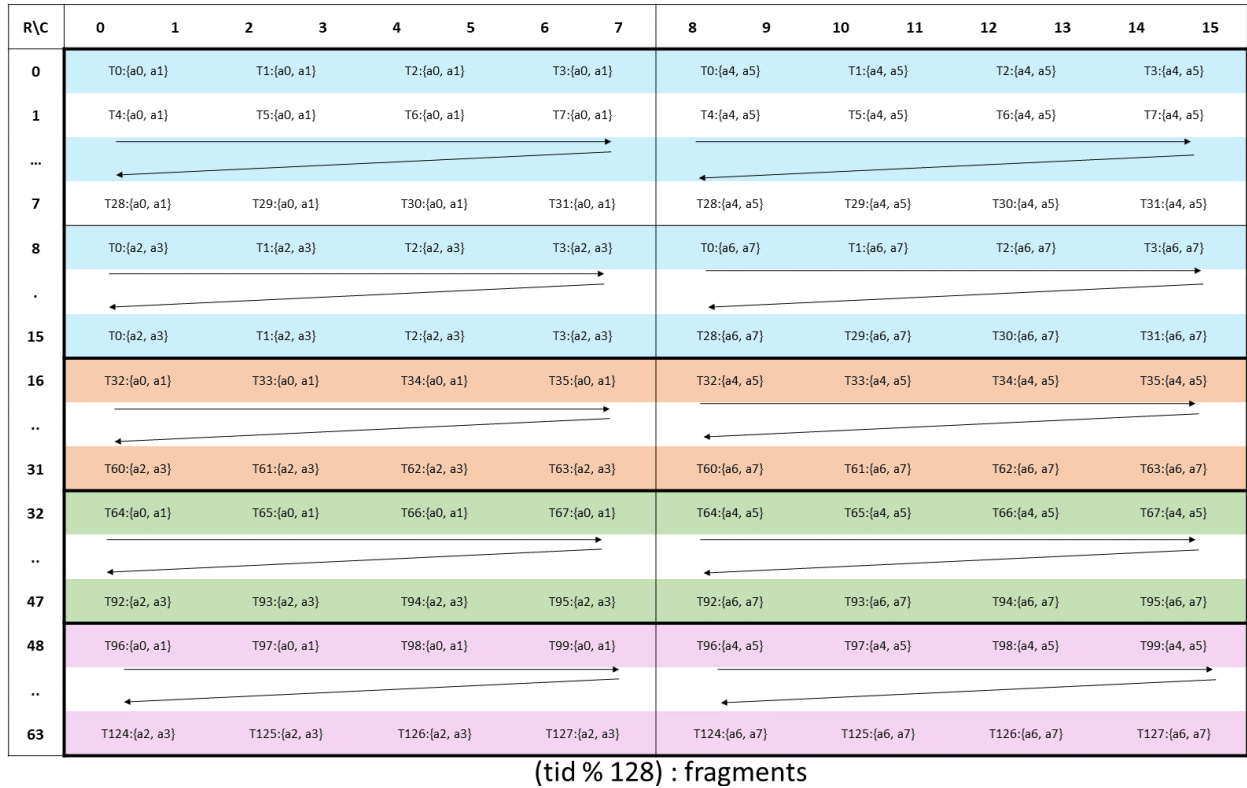 R\C 0 1 2 3 4 5 6 7 8 9 10 11 12 13 14 15
0 T0:{a0, a1} T1:{a0, a1} T2:{a0, a1} T3:{a0, a1} T0:{a4, a5} T1:{a4, a5} T2:{a4, a5} T3:{a4, a5}
1 T4:{a0, a1} T5:{a0, a1} T6:{a0, a1} T7:{a0, a1} T4:{a4, a5} T5:{a4, a5} T6:{a4, a5} T7:{a4, a5}
...
7 T28:{a0, a1} T29:{a0, a1} T30:{a0, a1} T31:{a0, a1} T28:{a4, a5} T29:{a4, a5} T30:{a4, a5} T31:{a4, a5}
8 T0:{a2, a3} T1:{a2, a3} T2:{a2, a3} T3:{a2, a3} T0:{a6, a7} T1:{a6, a7} T2:{a6, a7} T3:{a6, a7}
.
15 T0:{a2, a3} T1:{a2, a3} T2:{a2, a3} T3:{a2, a3} T28:{a6, a7} T29:{a6, a7} T30:{a6, a7} T31:{a6, a7}
16 T32:{a0, a1} T33:{a0, a1} T34:{a0, a1} T35:{a0, a1} T32:{a4, a5} T33:{a4, a5} T34:{a4, a5} T35:{a4, a5}
..
31 T60:{a2, a3} T61:{a2, a3} T62:{a2, a3} T63:{a2, a3} T60:{a6, a7} T61:{a6, a7} T62:{a6, a7} T63:{a6, a7}
32 T64:{a0, a1} T65:{a0, a1} T66:{a0, a1} T67:{a0, a1} T64:{a4, a5} T65:{a4, a5} T66:{a4, a5} T67:{a4, a5}
..
47 T92:{a2, a3} T93:{a2, a3} T94:{a2, a3} T95:{a2, a3} T92:{a6, a7} T93:{a6, a7} T94:{a6, a7} T95:{a6, a7}
48 T96:{a0, a1} T97:{a0, a1} T98:{a0, a1} T99:{a0, a1} T96:{a4, a5} T97:{a4, a5} T98:{a4, a5} T99:{a4, a5}
..
63 T124:{a2, a3} T125:{a2, a3} T126:{a2, a3} T127:{a2, a3} T124:{a6, a7} T125:{a6, a7} T126:{a6, a7} T127:{a6, a7}
(tid % 128) : fragments